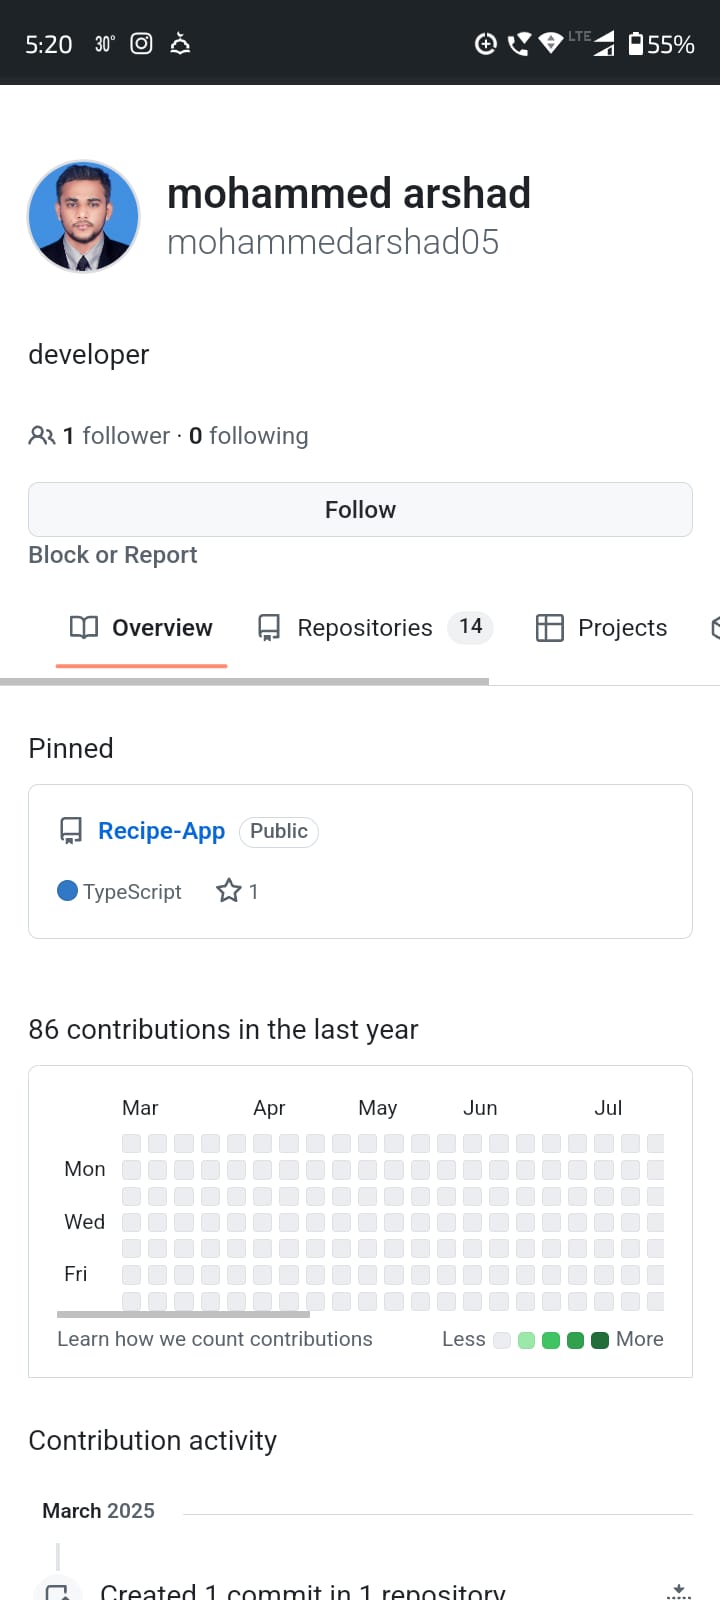 5:20 30° LTE 55%
mohammed arshad
mohammedarshad05
developer
1 follower · 0 following
Follow
Block or Report
Overview Repositories 14 Projects
Pinned
Recipe-App Public
TypeScript 1
86 contributions in the last year
Mar Apr May Jun Jul
Mon
Wed
Fri
Learn how we count contributions Less More
Contribution activity
March 2025
Created 1 commit in 1 repository